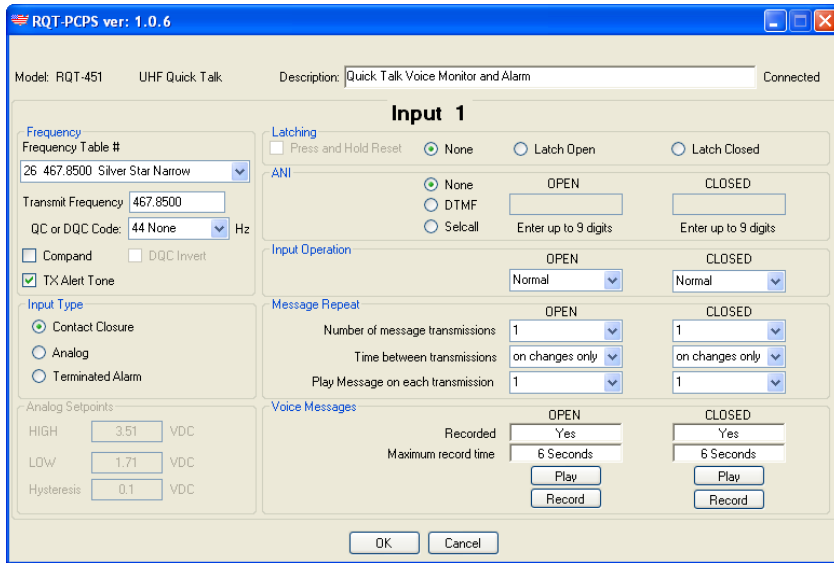 RQT-PCPS ver: 1.0.6
Model: RQT-451 UHF Quick Talk Description: Quick Talk Voice Monitor and Alarm Connected
Input 1
Frequency
Frequency Table #
26 467.8500 Silver Star Narrow
Transmit Frequency 467.8500
QC or DQC Code: 44 None Hz
Compand DQC Invert
TX Alert Tone
Input Type
Contact Closure
Analog
Terminated Alarm
Analog Setpoints
HIGH 3.51 VDC
LOW 1.71 VDC
Hysteresis 0.1 VDC
Latching
Press and Hold Reset None Latch Open Latch Closed
ANI
None OPEN CLOSED
DTMF
Selcall Enter up to 9 digits Enter up to 9 digits
Input Operation
OPEN CLOSED
Normal Normal
Message Repeat
OPEN CLOSED
Number of message transmissions 1 1
Time between transmissions on changes only on changes only
Play Message on each transmission 1 1
Voice Messages
OPEN CLOSED
Recorded Yes Yes
Maximum record time 6 Seconds 6 Seconds
Play Play
Record Record
OK Cancel